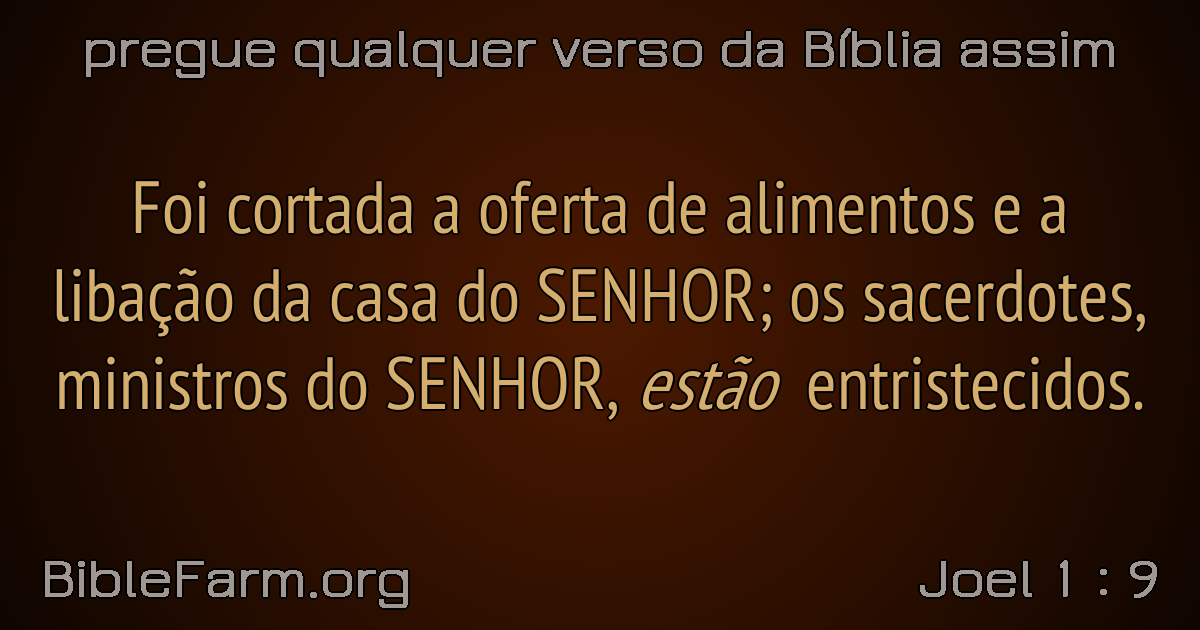 pregue qualquer verso da Bíblia assim
Foi cortada a oferta de alimentos e a
libação da casa do SENHOR; os sacerdotes,
ministros do SENHOR, estão entristecidos.
BibleFarm.org
Joel 1 : 9